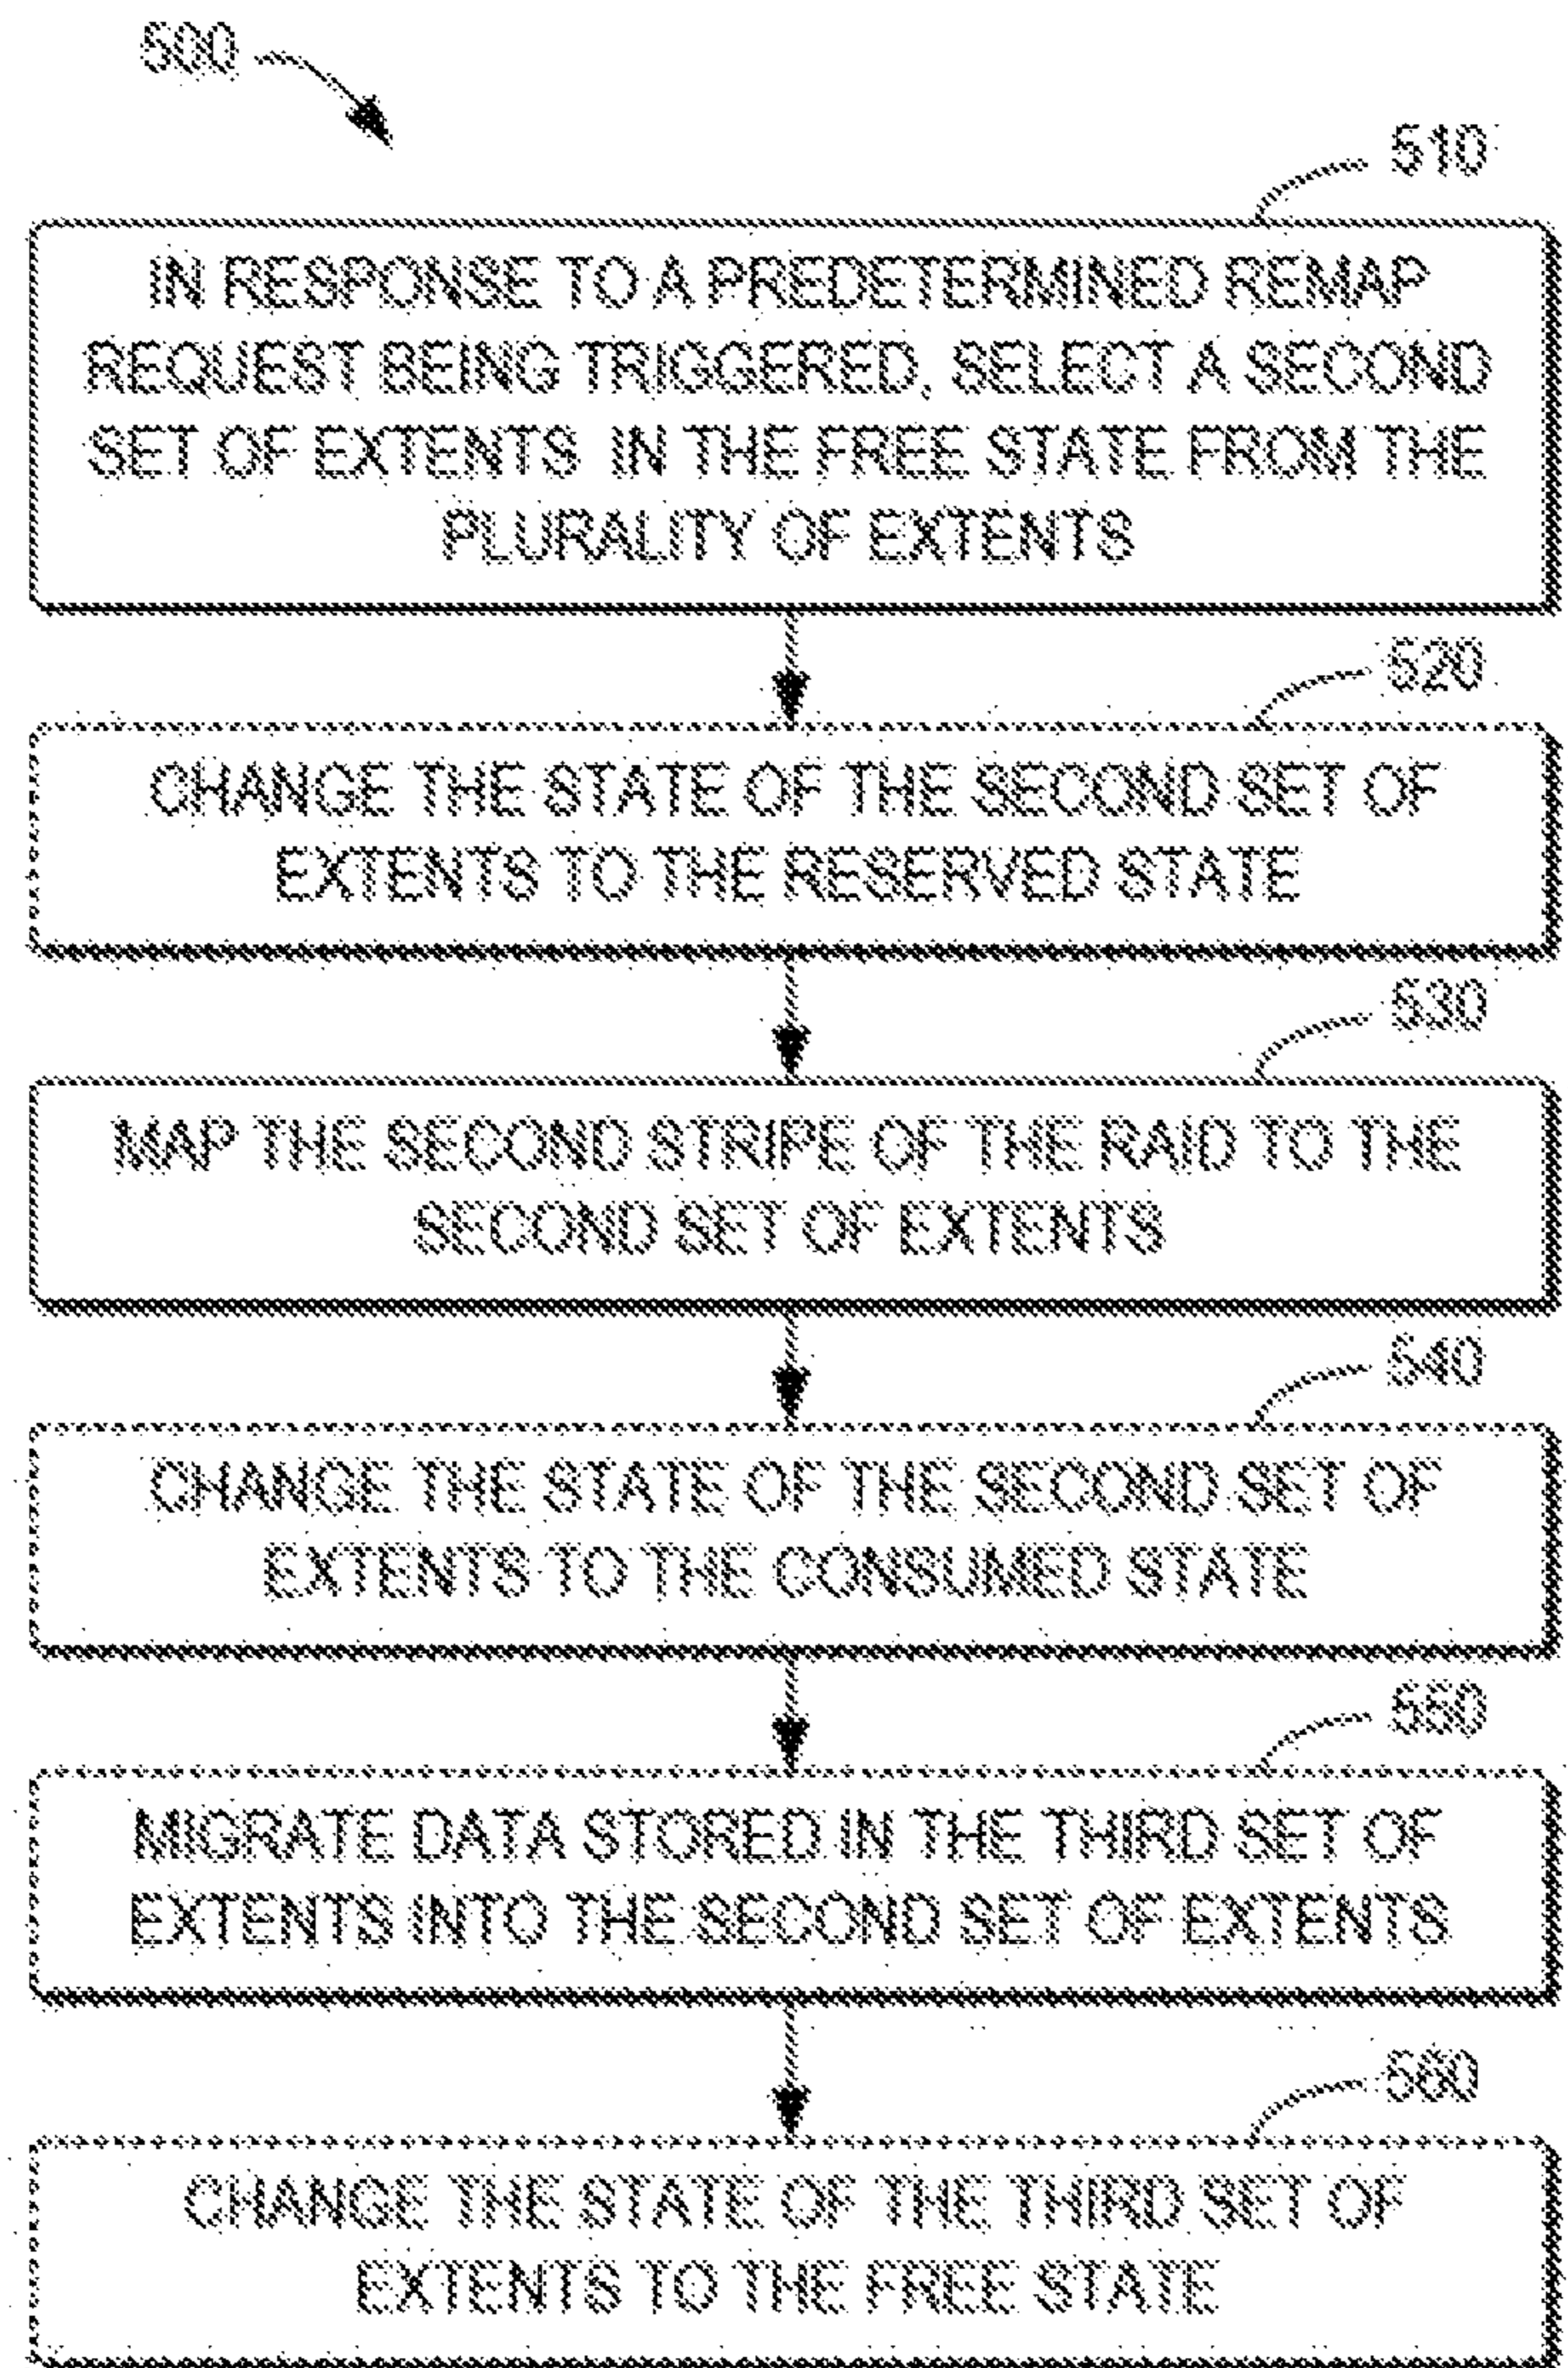 500
510
IN RESPONSE TO A PREDETERMINED REMAP
REQUEST BEING TRIGGERED, SELECT A SECOND
SET OF EXTENTS IN THE FREE STATE FROM THE
PLURALITY OF EXTENTS
520
CHANGE THE STATE OF THE SECOND SET OF
EXTENTS TO THE RESERVED STATE
530
MAP THE SECOND STRIPE OF THE RAID TO THE
SECOND SET OF EXTENTS
540
CHANGE THE STATE OF THE SECOND SET OF
EXTENTS TO THE CONSUMED STATE
550
MIGRATE DATA STORED IN THE THIRD SET OF
EXTENTS INTO THE SECOND SET OF EXTENTS
560
CHANGE THE STATE OF THE THIRD SET OF
EXTENTS TO THE FREE STATE